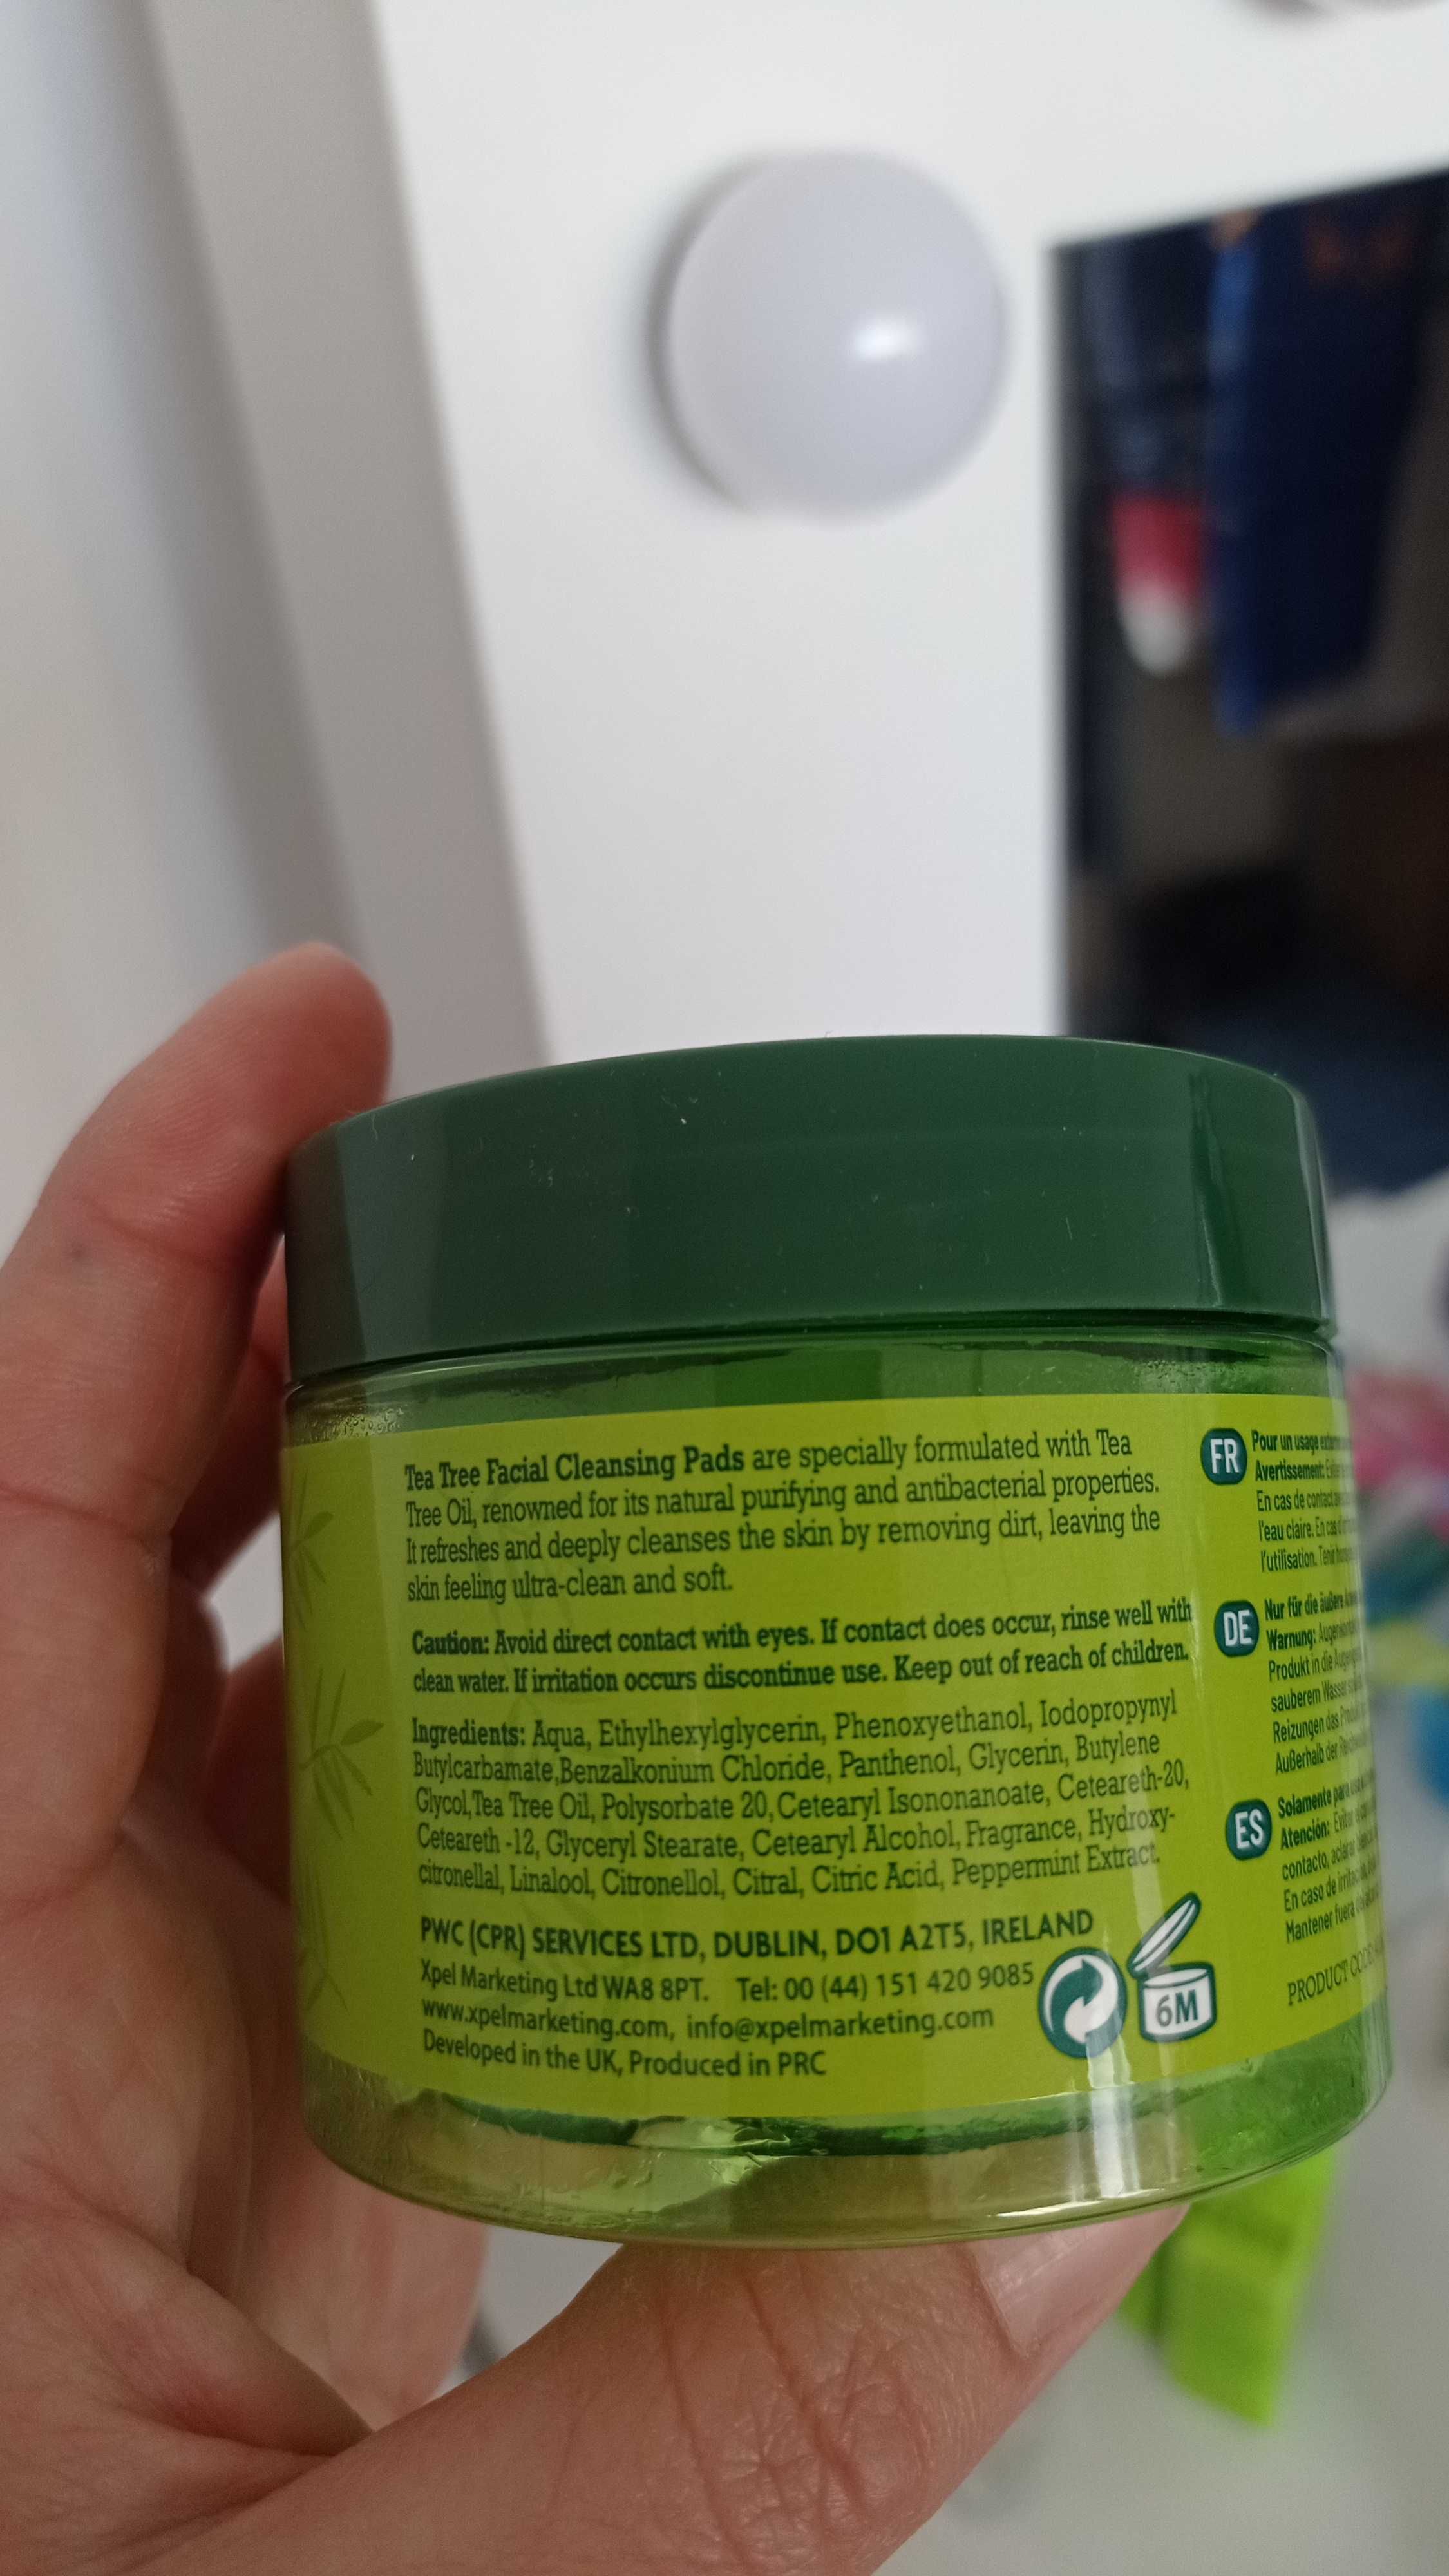 Tea Tree Facial Cleansing Pads are specially formulated with Tea
Tree Oil, renowned for its natural purifying and antibacterial properties.
It refreshes and deeply cleanses the skin by removing dirt, leaving the
skin feeling ultra-clean and soft.
Caution: Avoid direct contact with eyes. If contact does occur, rinse well with
clean water. If irritation occurs discontinue use. Keep out of reach of children.
Ingredients: Aqua, Ethylhexylglycerin, Phenoxyethanol, Iodopropynyl
Butylcarbamate,Benzalkonium Chloride, Panthenol, Glycerin, Butylene
Glycol,Tea Tree Oil, Polysorbate 20, Cetearyl Isononanoate, Ceteareth-20,
Ceteareth -12, Glyceryl Stearate, Cetearyl Alcohol, Fragrance, Hydroxy-
citronellal, Linalool, Citronellol, Citral, Citric Acid, Peppermint Extract.
PWC (CPR) SERVICES LTD, DUBLIN, DO1 A2T5, IRELAND
Xpel Marketing Ltd WA8 8PT. Tel: 00 (44) 151 420 9085
www.xpelmarketing.com, info@xpelmarketing.com
Developed in the UK, Produced in PRC
6M
FR Pour un usage
Avertissement:
En cas de contact
l'eau claire. En cas
l'utilisation.
DE Nur für die äußere
Warnung:
Produkt in die
sauberem Wasser
Reizungen das
Außerhalb der
ES Solamente para
Atención: Evitar
contacto, aclarar
En caso de
Mantener fuera
PRODUCT CODE